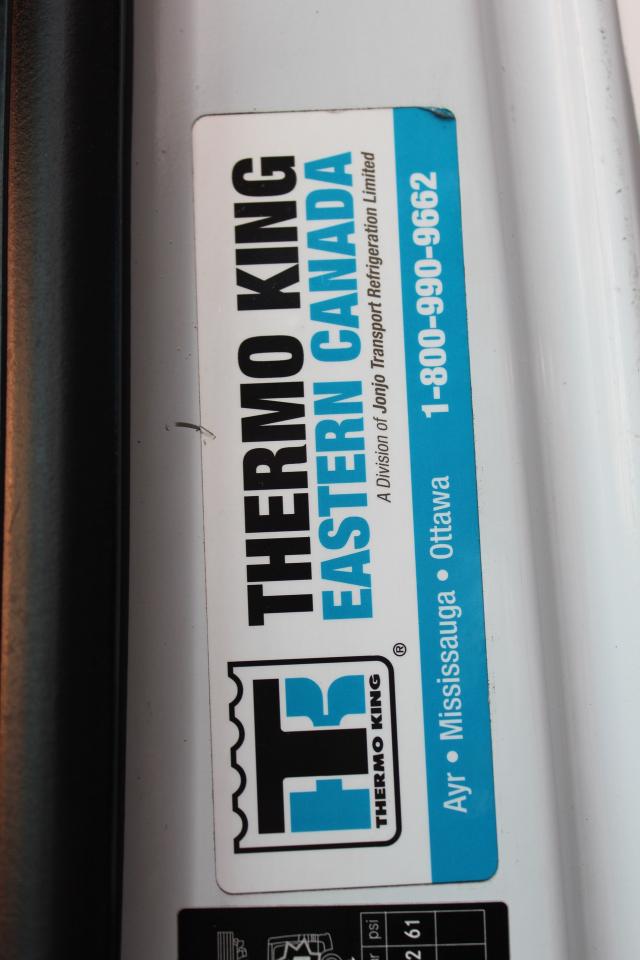 THERMO KING
EASTERN CANADA
A Division of Jonjo Transport Refrigeration Limited
THERMO KING
®
Ayr • Mississauga • Ottawa 1-800-990-9662
psi
61